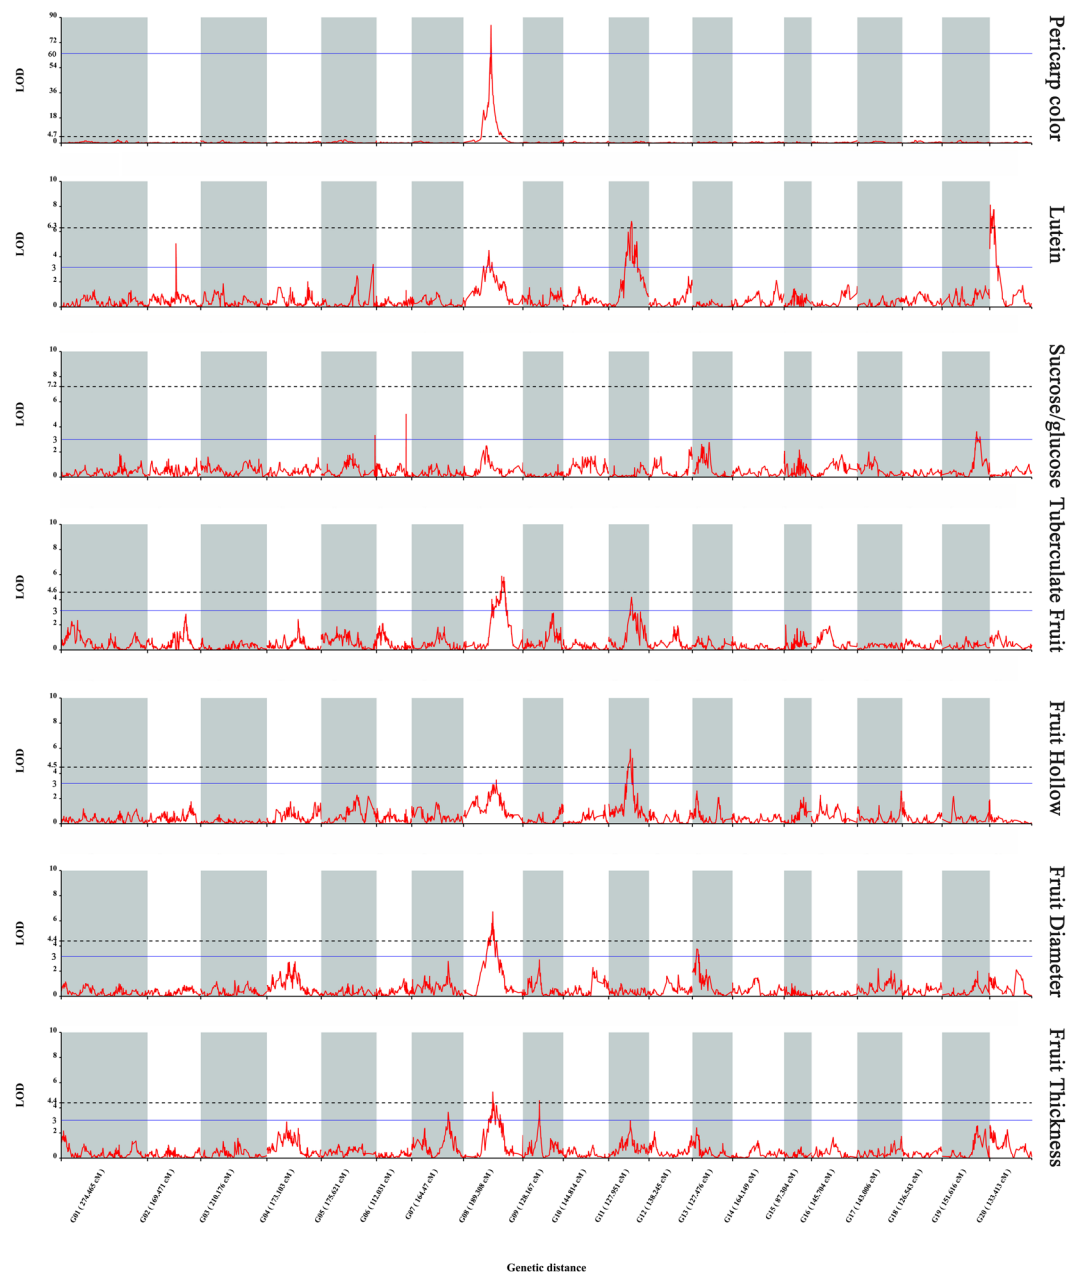 90
72
60
54
36
18
4.7
0
LOD
Pericarp color
10
8
6.3
6
4
3
2
0
LOD
Lutein
10
8
7.2
6
4
3
2
0
LOD
Sucrose/glucose
10
8
6
4.6
4
3
2
0
LOD
Tuberculate Fruit
10
8
6
4.5
4
3
2
0
LOD
Fruit Hollow
10
8
6
4.4
4
3
2
0
LOD
Fruit Diameter
10
8
6
4.4
4
3
2
0
LOD
Fruit Thickness
G01 ( 274.465 cM )
G02 ( 169.471 cM )
G03 ( 210.176 cM )
G04 ( 173.103 cM )
G05 ( 175.621 cM )
G06 ( 112.031 cM )
G07 ( 164.47 cM )
G08 ( 189.308 cM )
G09 ( 128.167 cM )
G10 ( 144.814 cM )
G11 ( 127.951 cM )
G12 ( 138.245 cM )
G13 ( 127.476 cM )
G14 ( 164.149 cM )
G15 ( 87.304 cM )
G16 ( 145.704 cM )
G17 ( 143.006 cM )
G18 ( 126.543 cM )
G19 ( 151.616 cM )
G20 ( 133.413 cM )
Genetic distance